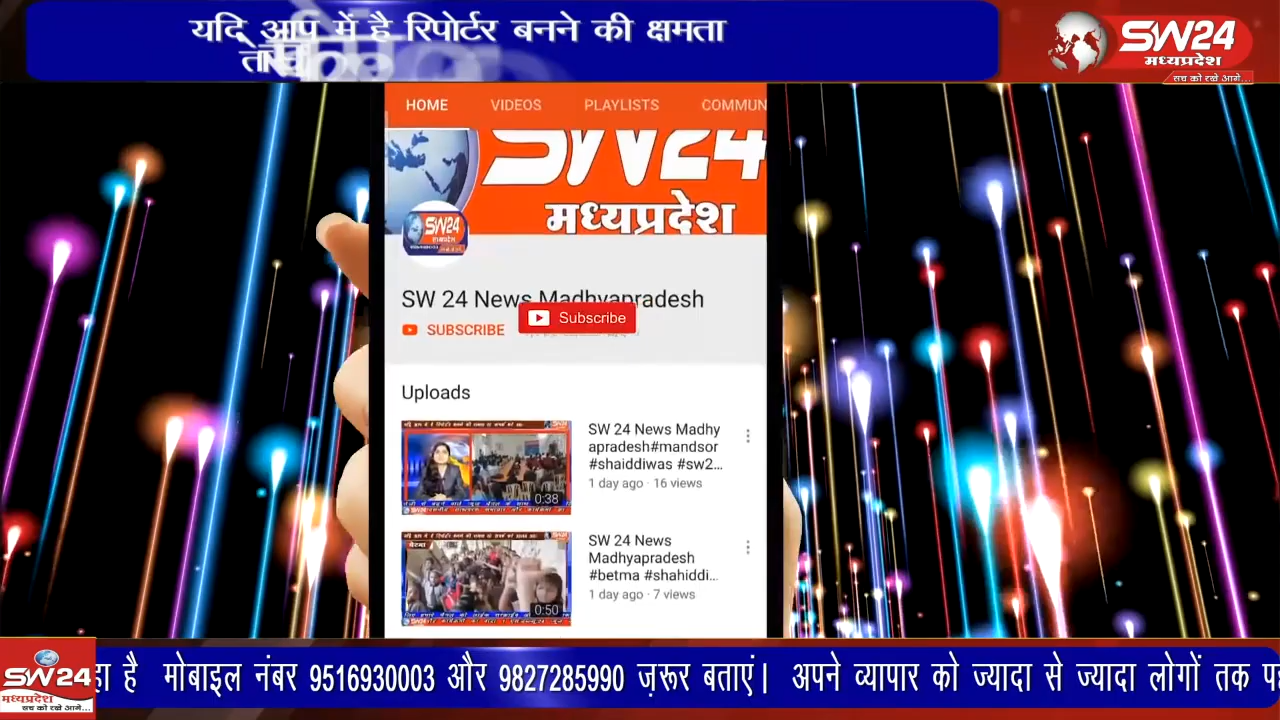 यदि आप में है रिपोर्टर बनने की क्षमता
SW24
मध्यप्रदेश
सच को रखे आगे...
HOME VIDEOS PLAYLISTS COMMUN
SW24
मध्यप्रदेश
SW24
SW 24 News Madhyapradesh
SUBSCRIBE
Subscribe
Uploads
SW 24 News Madhy
apradesh#mandsor
#shaiddiwas #sw2...
1 day ago · 16 views
0:38
SW 24 News
Madhyapradesh
#betma #shahiddi...
1 day ago · 7 views
0:50
SW24
मध्यप्रदेश
सच को रखे आगे...
हा है मोबाइल नंबर 9516930003 और 9827285990 ज़रूर बताएं| अपने व्यापार को ज्यादा से ज्यादा लोगों तक